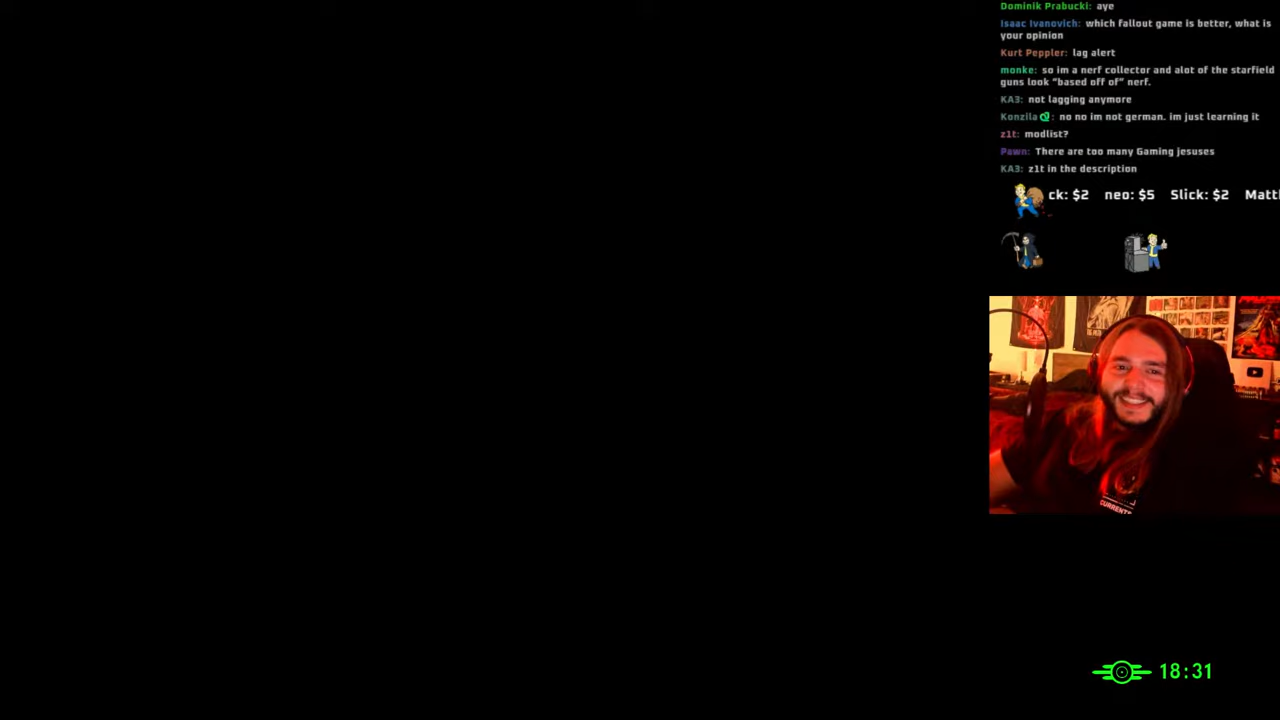 Dominik Prabucki: aye
Isaac Ivanovich: which fallout game is better, what is
your opinion
Kurt Peppler: lag alert
monke: so im a nerf collector and alot of the starfield
guns look "based off of" nerf.
KA3: not lagging anymore
Konzila: no no im not german. im just learning it
z1t: modlist?
Pawn: There are too many Gaming jesuses
KA3: z1t in the description
ck: $2 neo: $5 Slick: $2 Matt
CURRENTS
18:31